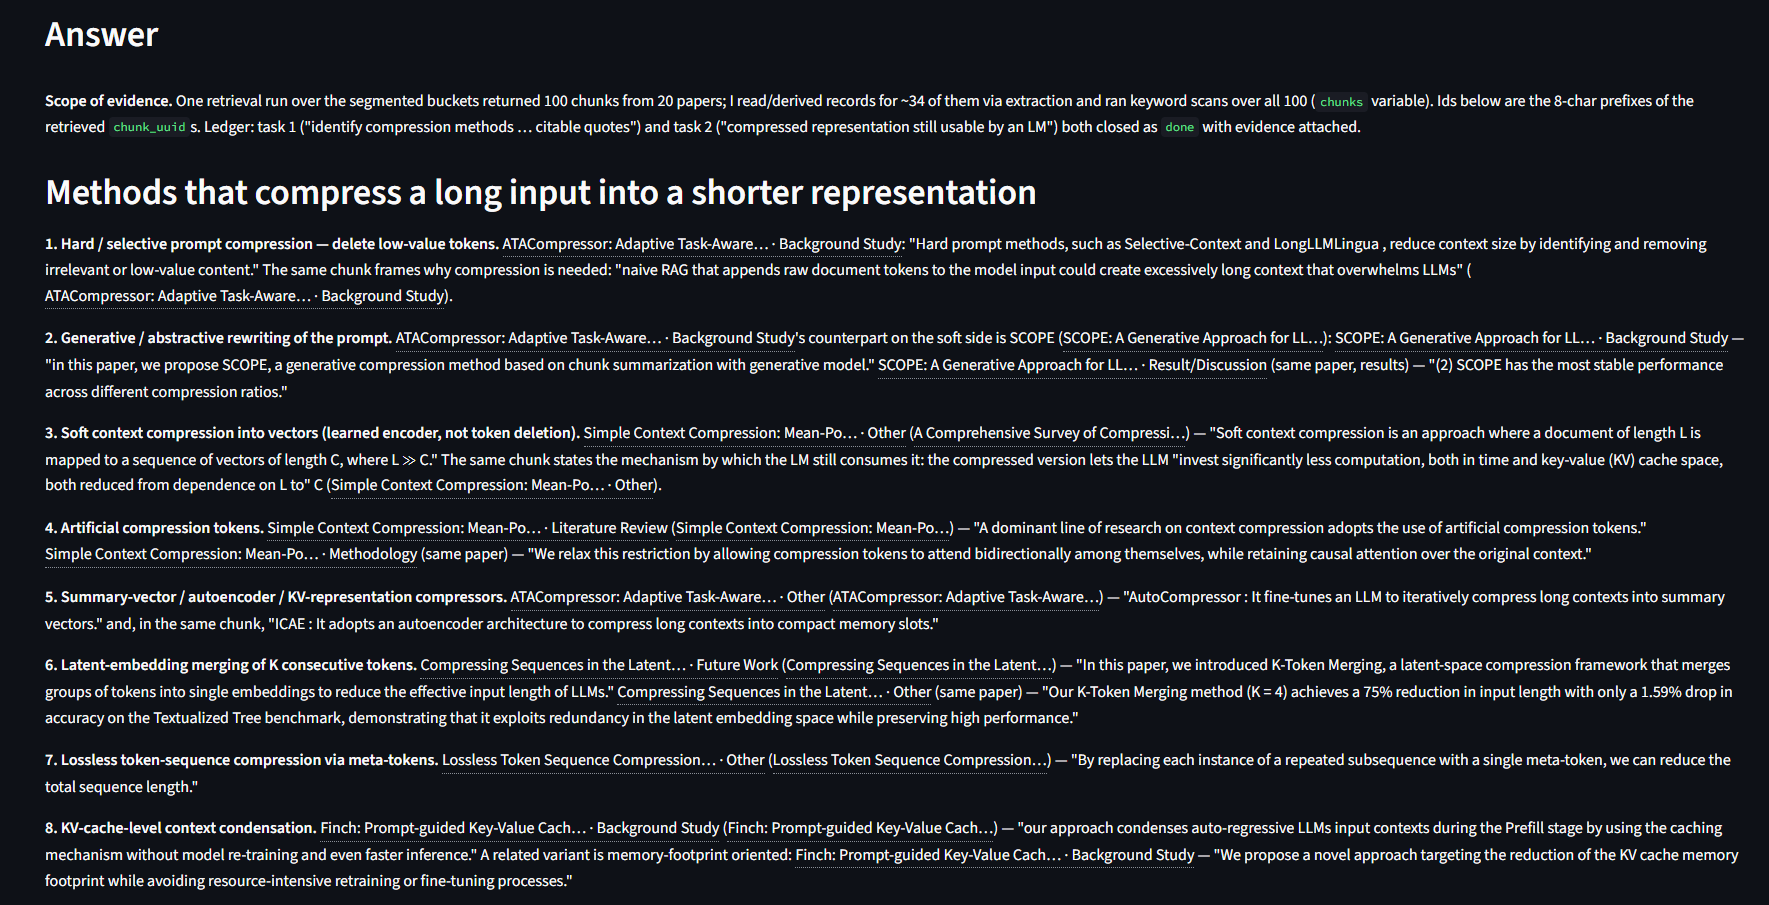 Answer
Scope of evidence. One retrieval run over the segmented buckets returned 100 chunks from 20 papers; I read/derived records for ~34 of them via extraction and ran keyword scans over all 100 ( chunks variable). Ids below are the 8-char prefixes of the
retrieved chunk_uuid s. Ledger: task 1 ("identify compression methods … citable quotes") and task 2 ("compressed representation still usable by an LM") both closed as done with evidence attached.
Methods that compress a long input into a shorter representation
1. Hard / selective prompt compression — delete low-value tokens. ATACompressor: Adaptive Task-Aware… · Background Study: "Hard prompt methods, such as Selective-Context and LongLLMLingua , reduce context size by identifying and removing
irrelevant or low-value content." The same chunk frames why compression is needed: "naive RAG that appends raw document tokens to the model input could create excessively long context that overwhelms LLMs" (
ATACompressor: Adaptive Task-Aware… · Background Study).
2. Generative / abstractive rewriting of the prompt. ATACompressor: Adaptive Task-Aware… · Background Study's counterpart on the soft side is SCOPE (SCOPE: A Generative Approach for LL…): SCOPE: A Generative Approach for LL… · Background Study —
"in this paper, we propose SCOPE, a generative compression method based on chunk summarization with generative model." SCOPE: A Generative Approach for LL… · Result/Discussion (same paper, results) — "(2) SCOPE has the most stable performance
across different compression ratios."
3. Soft context compression into vectors (learned encoder, not token deletion). Simple Context Compression: Mean-Po… · Other (A Comprehensive Survey of Compressi…) — "Soft context compression is an approach where a document of length L is
mapped to a sequence of vectors of length C, where L ≫ C." The same chunk states the mechanism by which the LM still consumes it: the compressed version lets the LLM "invest significantly less computation, both in time and key-value (KV) cache space,
both reduced from dependence on L to" C (Simple Context Compression: Mean-Po… · Other).
4. Artificial compression tokens. Simple Context Compression: Mean-Po… · Literature Review (Simple Context Compression: Mean-Po…) — "A dominant line of research on context compression adopts the use of artificial compression tokens."
Simple Context Compression: Mean-Po… · Methodology (same paper) — "We relax this restriction by allowing compression tokens to attend bidirectionally among themselves, while retaining causal attention over the original context."
5. Summary-vector / autoencoder / KV-representation compressors. ATACompressor: Adaptive Task-Aware… · Other (ATACompressor: Adaptive Task-Aware…) — "AutoCompressor : It fine-tunes an LLM to iteratively compress long contexts into summary
vectors." and, in the same chunk, "ICAE : It adopts an autoencoder architecture to compress long contexts into compact memory slots."
6. Latent-embedding merging of K consecutive tokens. Compressing Sequences in the Latent… · Future Work (Compressing Sequences in the Latent…) — "In this paper, we introduced K-Token Merging, a latent-space compression framework that merges
groups of tokens into single embeddings to reduce the effective input length of LLMs." Compressing Sequences in the Latent… · Other (same paper) — "Our K-Token Merging method (K = 4) achieves a 75% reduction in input length with only a 1.59% drop in
accuracy on the Textualized Tree benchmark, demonstrating that it exploits redundancy in the latent embedding space while preserving high performance."
7. Lossless token-sequence compression via meta-tokens. Lossless Token Sequence Compression… · Other (Lossless Token Sequence Compression…) — "By replacing each instance of a repeated subsequence with a single meta-token, we can reduce the
total sequence length."
8. KV-cache-level context condensation. Finch: Prompt-guided Key-Value Cach… · Background Study (Finch: Prompt-guided Key-Value Cach…) — "our approach condenses auto-regressive LLMs input contexts during the Prefill stage by using the caching
mechanism without model re-training and even faster inference." A related variant is memory-footprint oriented: Finch: Prompt-guided Key-Value Cach… · Background Study — "We propose a novel approach targeting the reduction of the KV cache memory
footprint while avoiding resource-intensive retraining or fine-tuning processes."